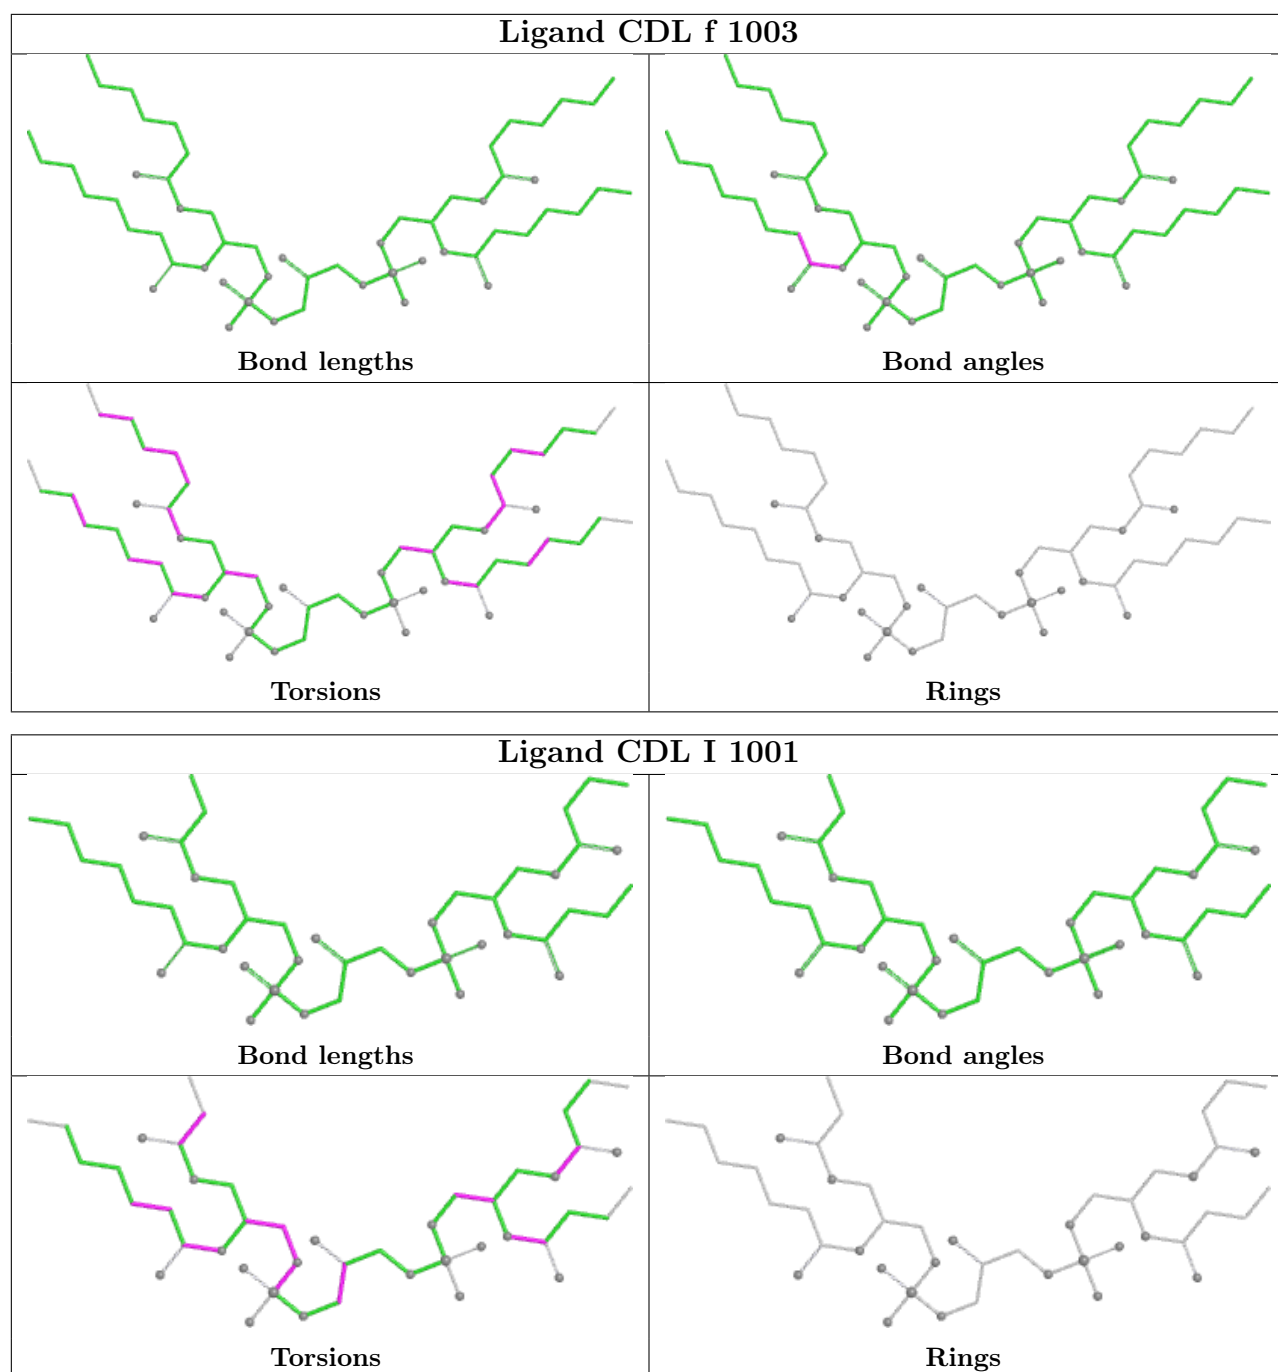 Ligand CDL f 1003
Bond lengths
Bond angles
Torsions
Rings
Ligand CDL I 1001
Bond lengths
Bond angles
Torsions
Rings